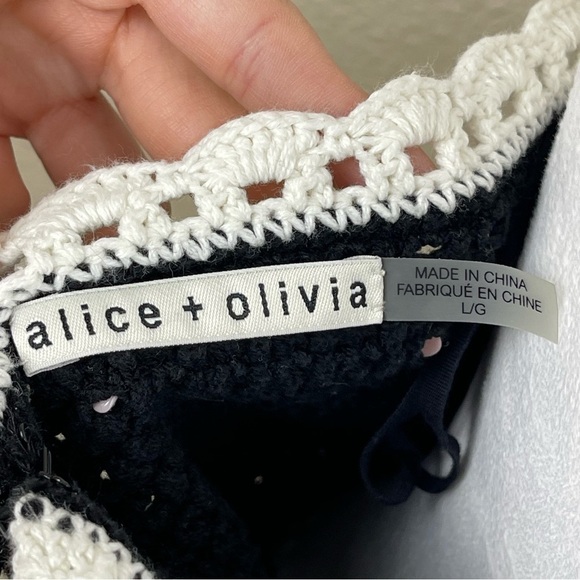 alice + olivia
MADE IN CHINA
FABRIQUÉ EN CHINE
L/G